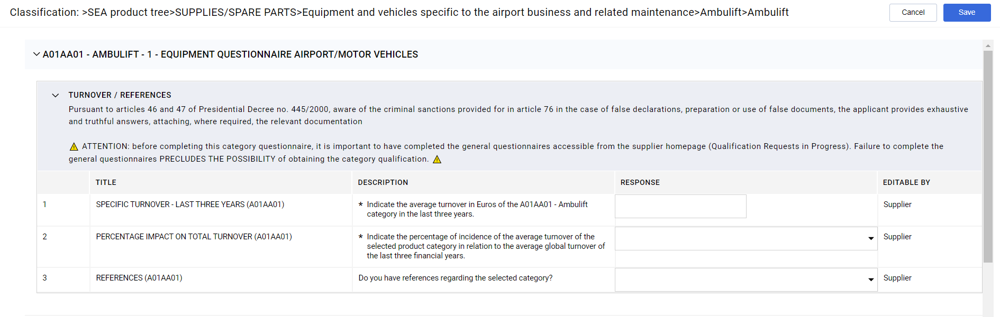 Classification: >SEA product tree>SUPPLIES/SPARE PARTS>Equipment and vehicles specific to the airport business and related maintenance>Ambulift>Ambulift
Cancel
Save
A01AA01 - AMBULIFT - 1 - EQUIPMENT QUESTIONNAIRE AIRPORT/MOTOR VEHICLES
TURNOVER / REFERENCES
Pursuant to articles 46 and 47 of Presidential Decree no. 445/2000, aware of the criminal sanctions provided for in article 76 in the case of false declarations, preparation or use of false documents, the applicant provides exhaustive
and truthful answers, attaching, where required, the relevant documentation
⚠ ATTENTION: before completing this category questionnaire, it is important to have completed the general questionnaires accessible from the supplier homepage (Qualification Requests in Progress). Failure to complete the
general questionnaires PRECLUDES THE POSSIBILITY of obtaining the category qualification. ⚠
TITLE
DESCRIPTION
RESPONSE
EDITABLE BY
1
SPECIFIC TURNOVER - LAST THREE YEARS (A01AA01)
* Indicate the average turnover in Euros of the A01AA01 - Ambulift
category in the last three years.
Supplier
2
PERCENTAGE IMPACT ON TOTAL TURNOVER (A01AA01)
* Indicate the percentage of incidence of the average turnover of the
selected product category in relation to the average global turnover of
the last three financial years.
Supplier
3
REFERENCES (A01AA01)
Do you have references regarding the selected category?
Supplier